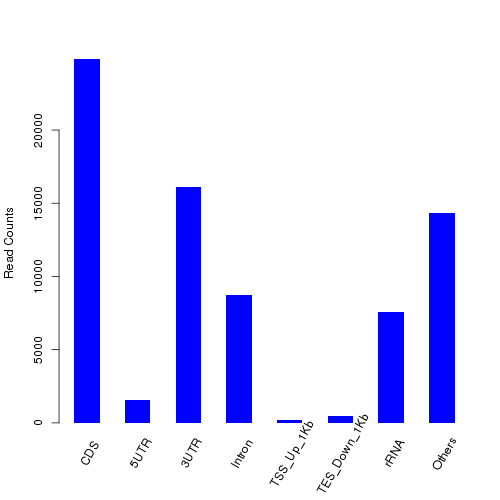 Read Counts
20000
15000
10000
5000
0
CDS
5UTR
3UTR
Intron
TSS_Up_1Kb
TES_Down_1Kb
rRNA
Others